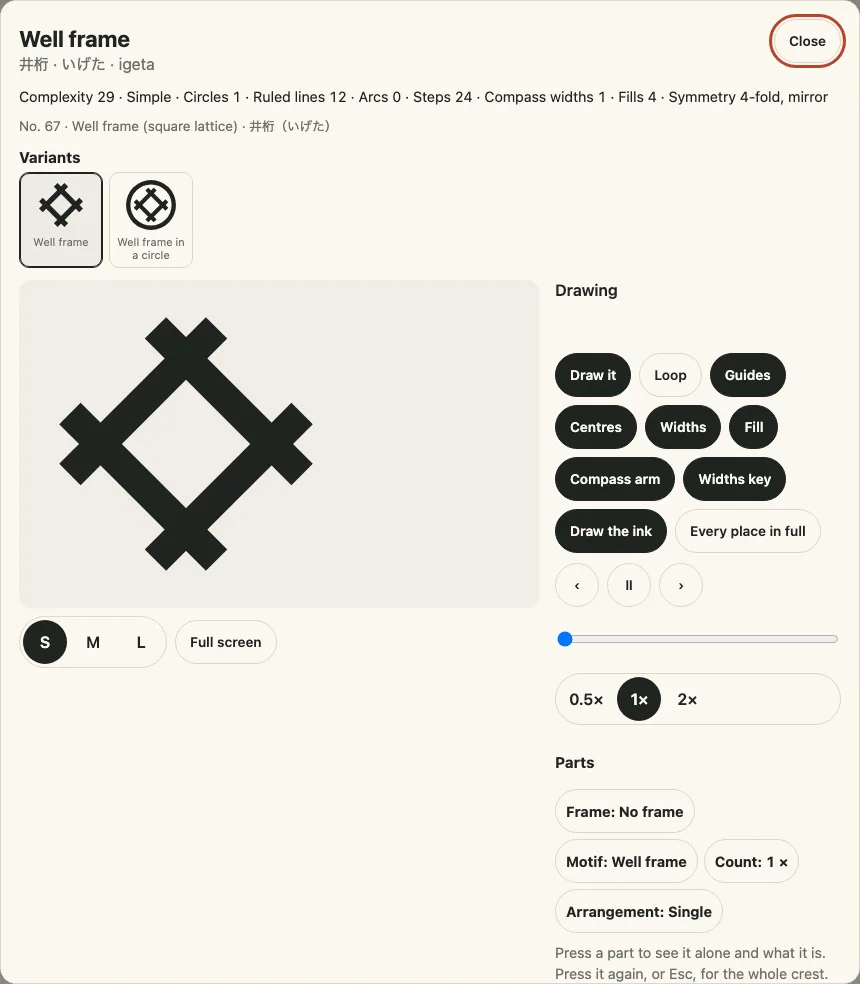 Well frame
Close
井桁 · いげた · igeta
Complexity 29 · Simple · Circles 1 · Ruled lines 12 · Arcs 0 · Steps 24 · Compass widths 1 · Fills 4 · Symmetry 4-fold, mirror
No. 67 · Well frame (square lattice) · 井桁（いげた）
Variants
Well frame
Well frame in
a circle
Drawing
Draw it
Loop
Guides
Centres
Widths
Fill
Compass arm
Widths key
Draw the ink
Every place in full
‹
II
›
S
M
L
Full screen
0.5×
1×
2×
Parts
Frame: No frame
Motif: Well frame
Count: 1 ×
Arrangement: Single
Press a part to see it alone and what it is.
Press it again, or Esc, for the whole crest.